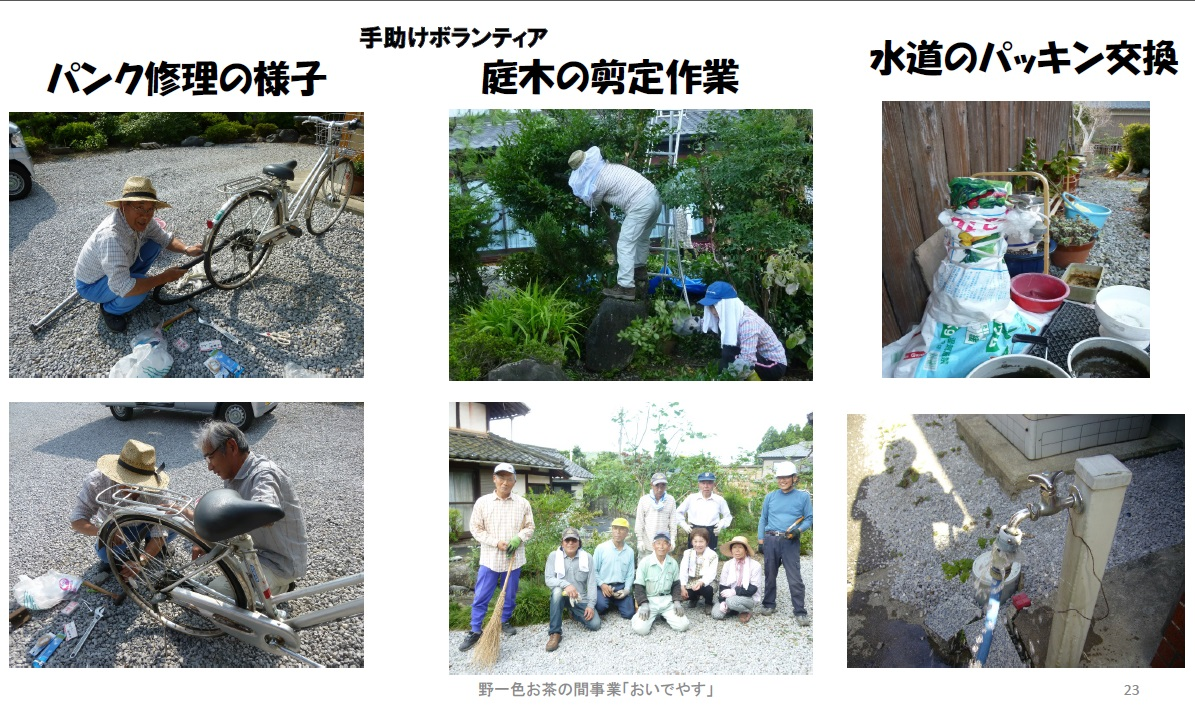 手助けボランティア
パンク修理の様子
庭木の剪定作業
水道のパッキン交換
野一色お茶の間事業「おいでやす」
23